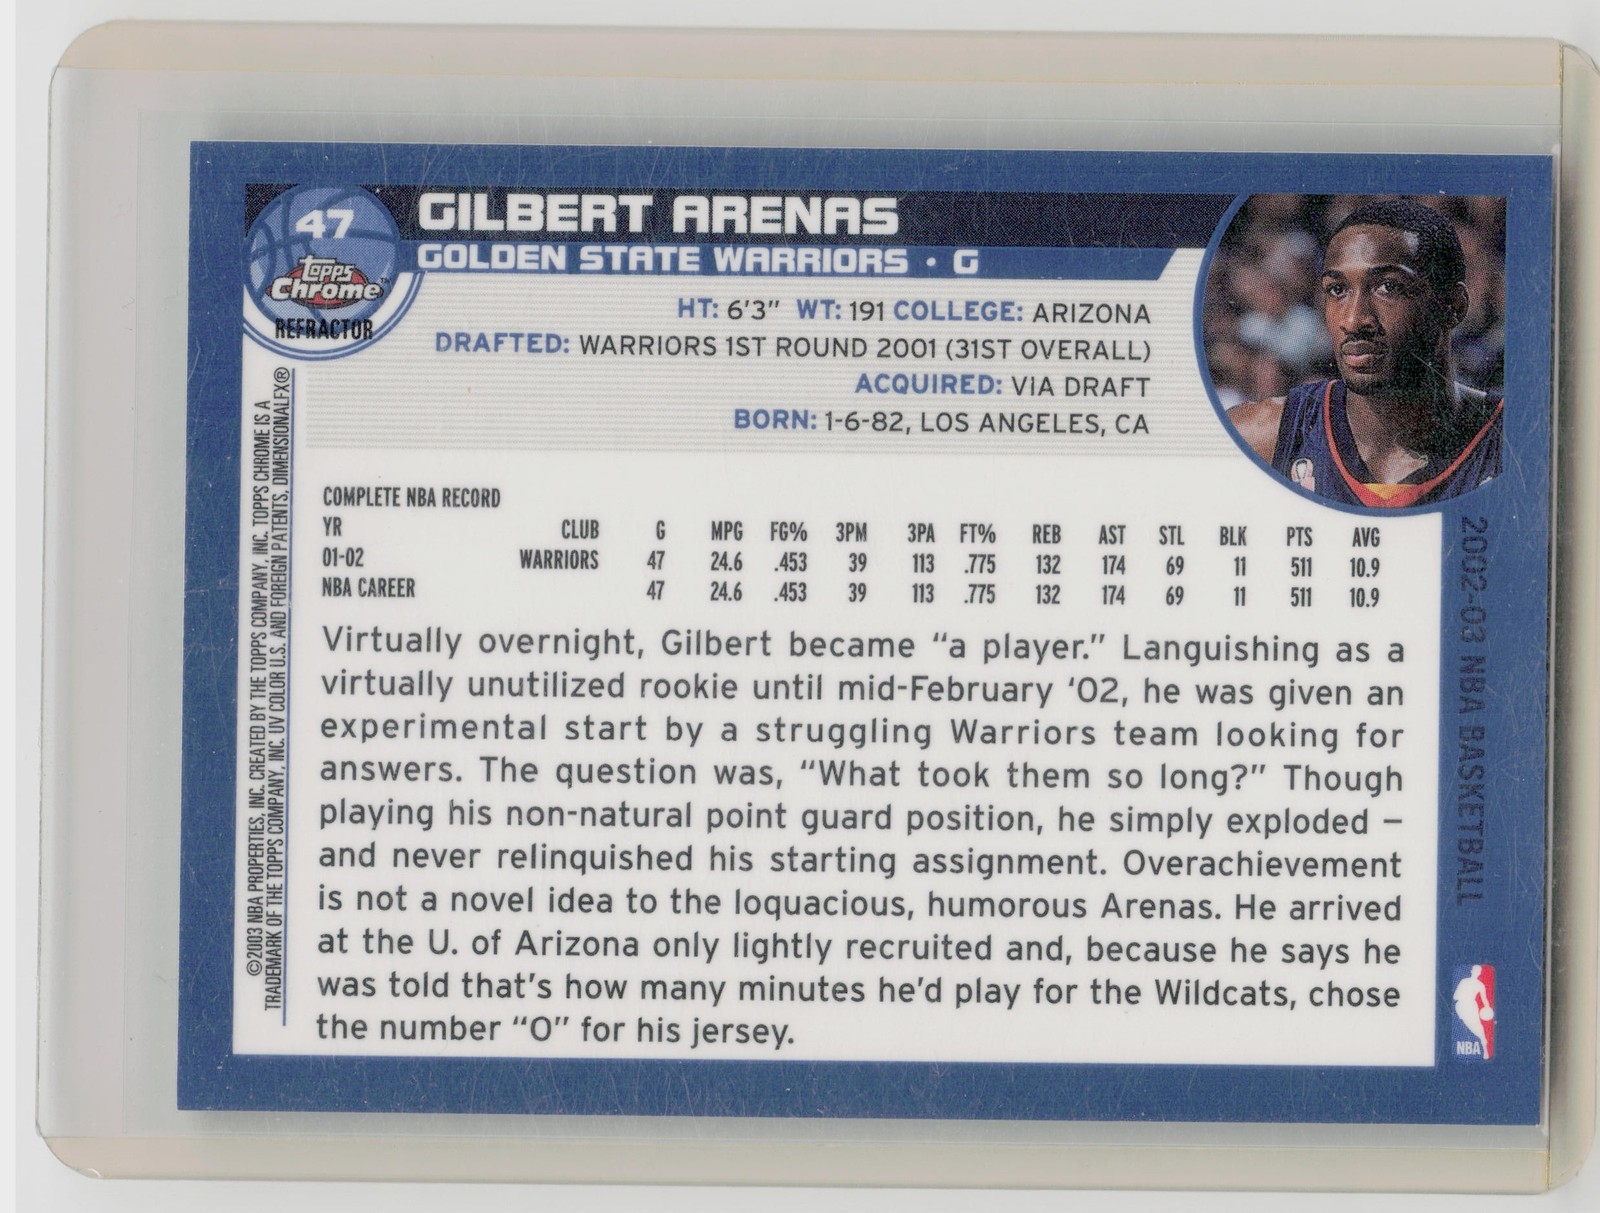 47
Topps
Chrome™
REFRACTOR
GILBERT ARENAS
GOLDEN STATE WARRIORS • G
HT: 6'3" WT: 191 COLLEGE: ARIZONA
DRAFTED: WARRIORS 1ST ROUND 2001 (31ST OVERALL)
ACQUIRED: VIA DRAFT
BORN: 1-6-82, LOS ANGELES, CA
COMPLETE NBA RECORD
YR CLUB G MPG FG% 3PM 3PA FT% REB AST STL BLK PTS AVG
01-02 WARRIORS 47 24.6 .453 39 113 .775 132 174 69 11 511 10.9
NBA CAREER 47 24.6 .453 39 113 .775 132 174 69 11 511 10.9
Virtually overnight, Gilbert became “a player.” Languishing as a
virtually unutilized rookie until mid-February ‘02, he was given an
experimental start by a struggling Warriors team looking for
answers. The question was, “What took them so long?” Though
playing his non-natural point guard position, he simply exploded –
and never relinquished his starting assignment. Overachievement
is not a novel idea to the loquacious, humorous Arenas. He arrived
at the U. of Arizona only lightly recruited and, because he says he
was told that’s how many minutes he’d play for the Wildcats, chose
the number “0” for his jersey.
©2003 NBA PROPERTIES, INC. CREATED BY THE TOPPS COMPANY, INC. TOPPS CHROME IS A
TRADEMARK OF THE TOPPS COMPANY, INC. UV COLOR U.S. AND FOREIGN PATENTS, DIMENSIONALFX®
2002-03 NBA BASKETBALL
NBA